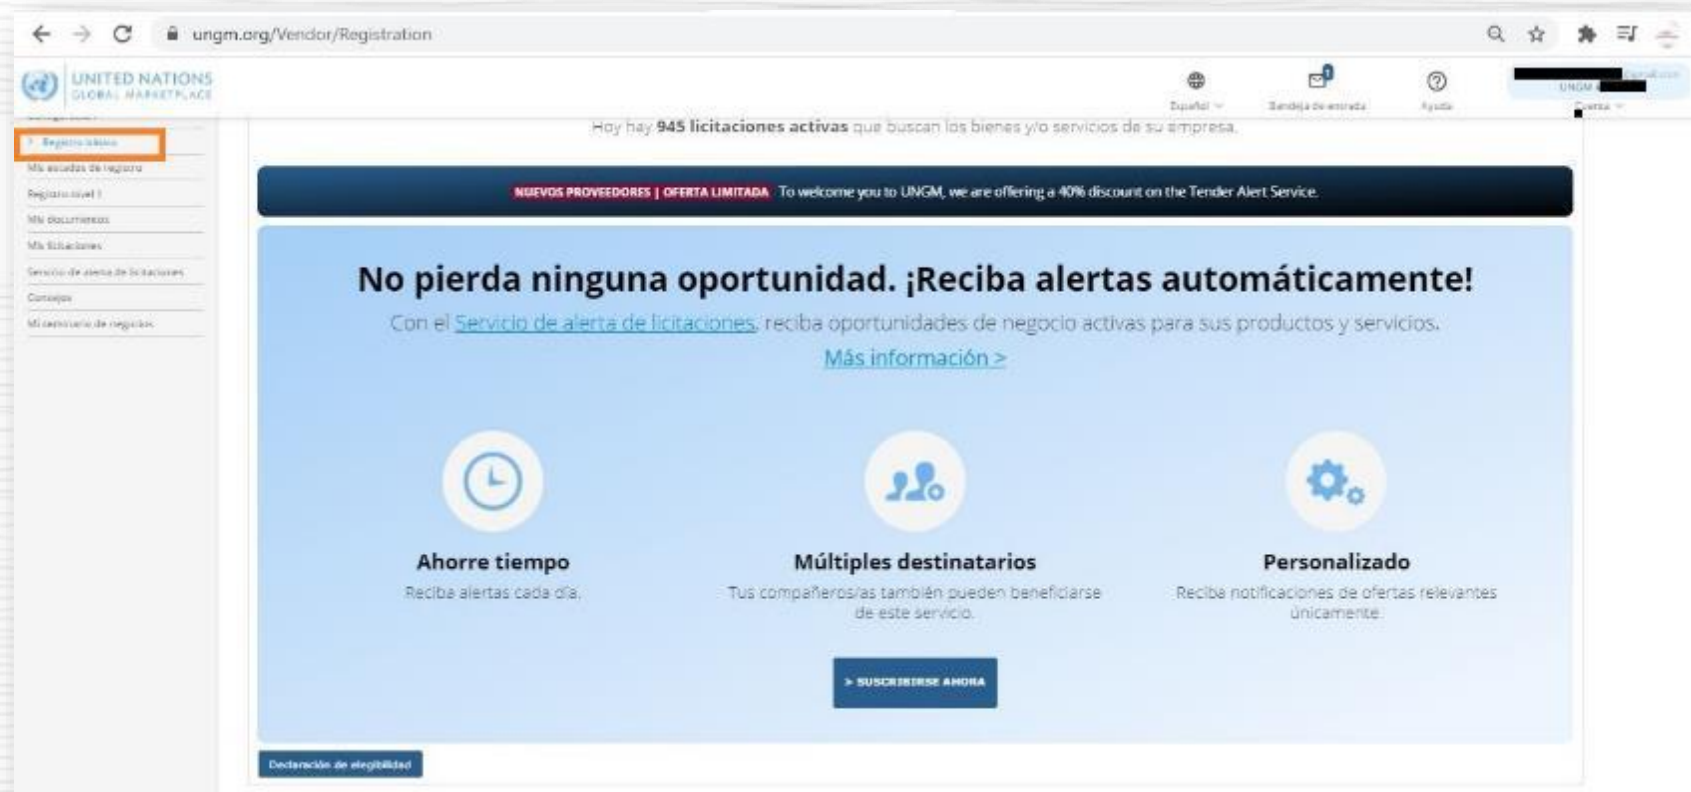 ungm.org/Vendor/Registration
UNITED NATIONS
GLOBAL MARKETPLACE
1
Español
Bandeja de entrada
Ayuda
UNGM
Cuenta
Registro básico
Mis estados de registro
Registro nivel 1
Mis documentos
Mis licitaciones
Servicio de alerta de licitaciones
Consejos
Mi seminario de negocios
Hoy hay 945 licitaciones activas que buscan los bienes y/o servicios de su empresa.
NUEVOS PROVEEDORES | OFERTA LIMITADA To welcome you to UNGM, we are offering a 40% discount on the Tender Alert Service.
No pierda ninguna oportunidad. ¡Reciba alertas automáticamente!
Con el Servicio de alerta de licitaciones, reciba oportunidades de negocio activas para sus productos y servicios.
Más información >
Ahorre tiempo
Reciba alertas cada día.
Múltiples destinatarios
Tus compañeros/as también pueden beneficiarse
de este servicio.
Personalizado
Reciba notificaciones de ofertas relevantes
únicamente.
> SUSCRIBIRSE AHORA
Declaración de elegibilidad